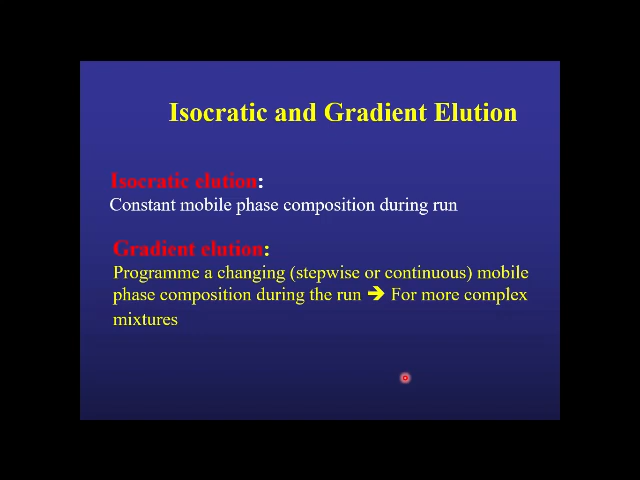 Isocratic and Gradient Elution
Isocratic elution:
Constant mobile phase composition during run
Gradient elution:
Programme a changing (stepwise or continuous) mobile
phase composition during the run ➔ For more complex
mixtures